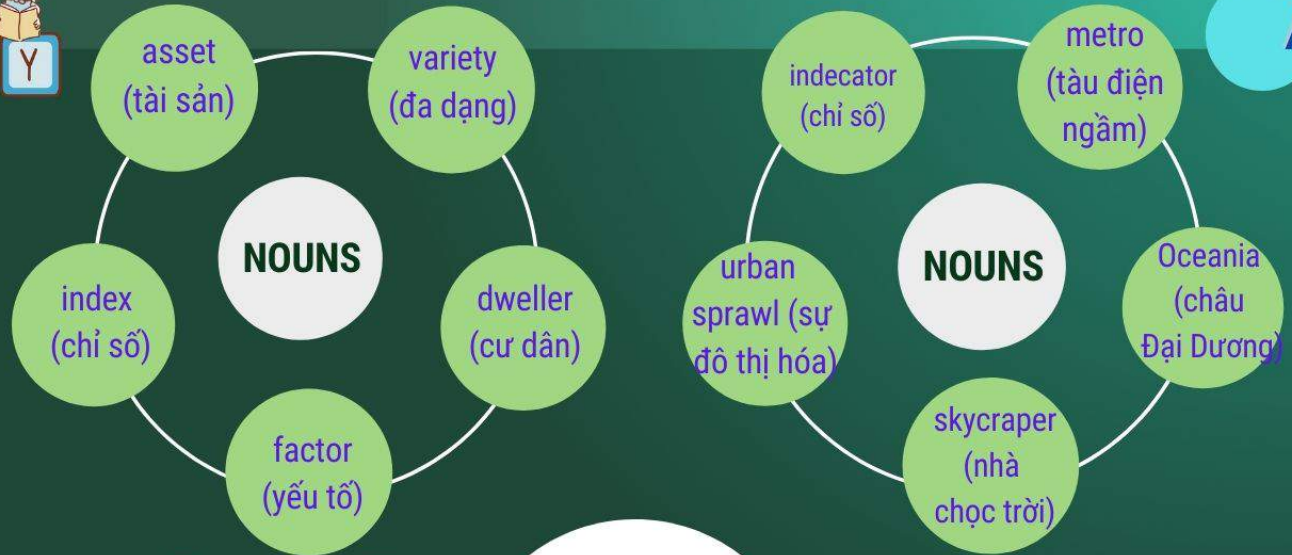 Y
asset
(tài sản)
variety
(đa dạng)
NOUNS
index
(chỉ số)
dweller
(cư dân)
factor
(yếu tố)
indecator
(chỉ số)
metro
(tàu điện
ngầm)
NOUNS
urban
sprawl (sự
đô thị hóa)
Oceania
(châu
Đại Dương)
skycraper
(nhà
chọc trời)